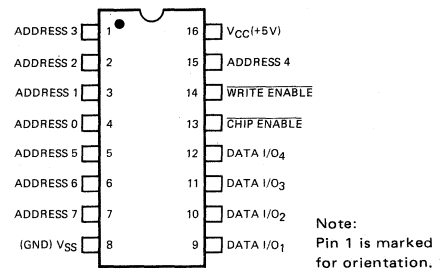 ADDRESS 3 1 16 VCC(+5V)
ADDRESS 2 2 15 ADDRESS 4
ADDRESS 1 3 14 WRITE ENABLE
ADDRESS 0 4 13 CHIP ENABLE
ADDRESS 5 5 12 DATA I/O4
ADDRESS 6 6 11 DATA I/O3
ADDRESS 7 7 10 DATA I/O2
(GND) VSS 8 9 DATA I/O1
Note:
Pin 1 is marked
for orientation.